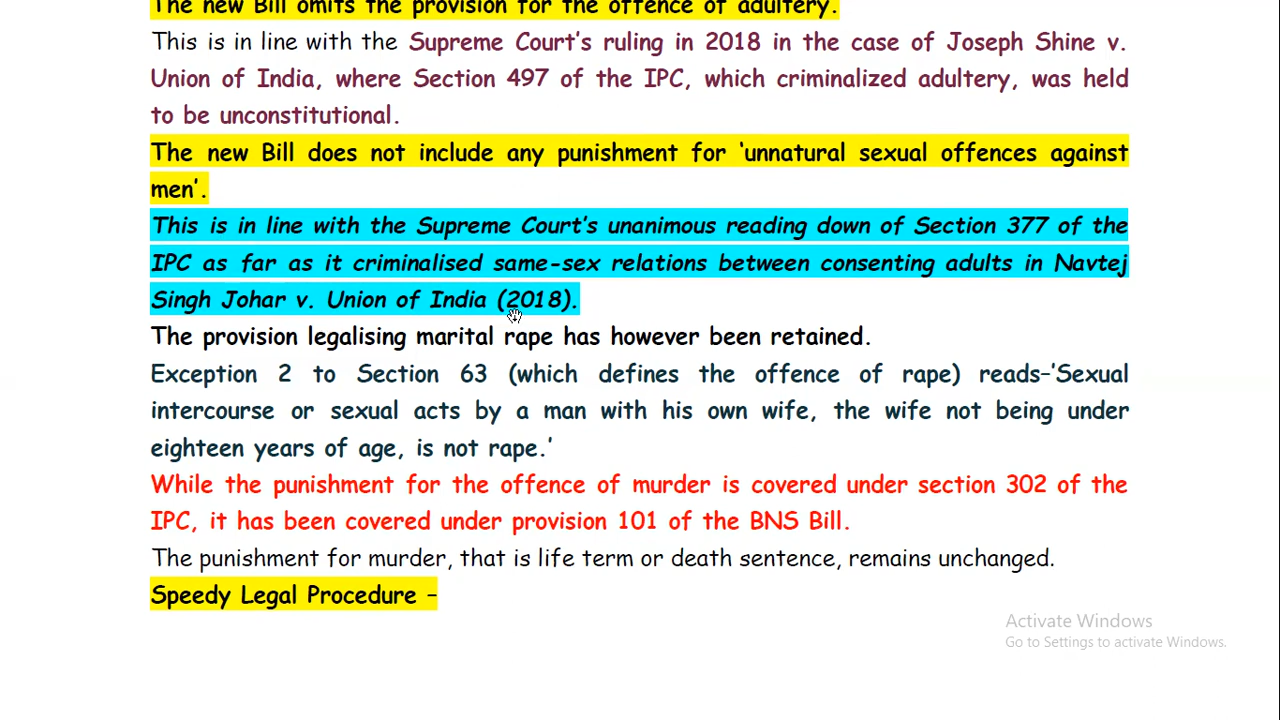 The new Bill omits the provision for the offence of adultery.
This is in line with the Supreme Court's ruling in 2018 in the case of Joseph Shine v.
Union of India, where Section 497 of the IPC, which criminalized adultery, was held
to be unconstitutional.
The new Bill does not include any punishment for 'unnatural sexual offences against
men'.
This is in line with the Supreme Court's unanimous reading down of Section 377 of the
IPC as far as it criminalised same-sex relations between consenting adults in Navtej
Singh Johar v. Union of India (2018).
The provision legalising marital rape has however been retained.
Exception 2 to Section 63 (which defines the offence of rape) reads–'Sexual
intercourse or sexual acts by a man with his own wife, the wife not being under
eighteen years of age, is not rape.'
While the punishment for the offence of murder is covered under section 302 of the
IPC, it has been covered under provision 101 of the BNS Bill.
The punishment for murder, that is life term or death sentence, remains unchanged.
Speedy Legal Procedure –
Activate Windows
Go to Settings to activate Windows.